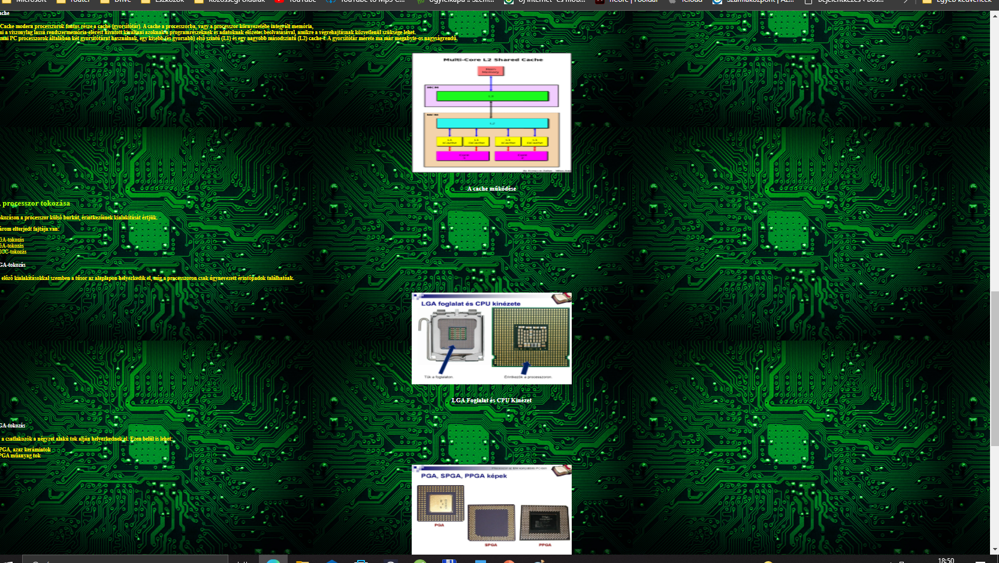 Microsoft
router
Drive
Eszközök
Közösségi oldalak
YouTube
YouTube to Mp3 C...
Ügyfélkapu :: Szem...
Új internet- és mob...
nCore | Főoldal
iCloud
Számlaközpont | Az...
Bejelentkezés ‹ Bos...
Egyéb kedvencek
ache
Cache modern processzorok fontos része a cache (gyorsítótár). A cache a processzorba, vagy a processzor környezetébe integrált memória,
ni a viszonylag lassú rendszermemória-elérést hivatott kiváltani azoknak a programrészeknek és adatoknak előzetes beolvasásával, amikre a végrehajtásnak közvetlenül szüksége lehet.
mai PC processzorok általában két gyorsítótárat használnak, egy kisebb (és gyorsabb) első szintű (L1) és egy nagyobb másodszintű (L2) cache-t. A gyorsítótár mérete ma már megabyte-os nagyságrendű.
Multi-Core L2 Shared Cache
Main
Memory
MCM
L3
MCM
L2
L1
ICache
L1
DCache
L1
ICache
L1
DCache
Core
1
Core
2
A cache működése
processzor tokozása
okozáson a processzor külső burkát, érintkezőinek kialakítását értjük.
árom elterjedt fajtája van:
GA-tokozás
GA-tokozás
ECC-tokozás
GA-tokozás
előző kialakításokkal szemben a tűsor az alaplapon helyezkedik el, míg a processzoron csak úgynevezett érintőpadok találhatóak.
LGA foglalat és CPU kinézete
Tűk a foglalaton.
Érintkezők a processzoron.
LGA Foglalat és CPU Kinézet
GA-tokozás
a csatlakozók a négyzet alakú tok alján helyezkednek el. Ezen belül is lehet:
PGA, azaz kerámiatok
PGA műanyag tok
PGA, SPGA, PPGA képek
PGA
SPGA
PPGA
18:50